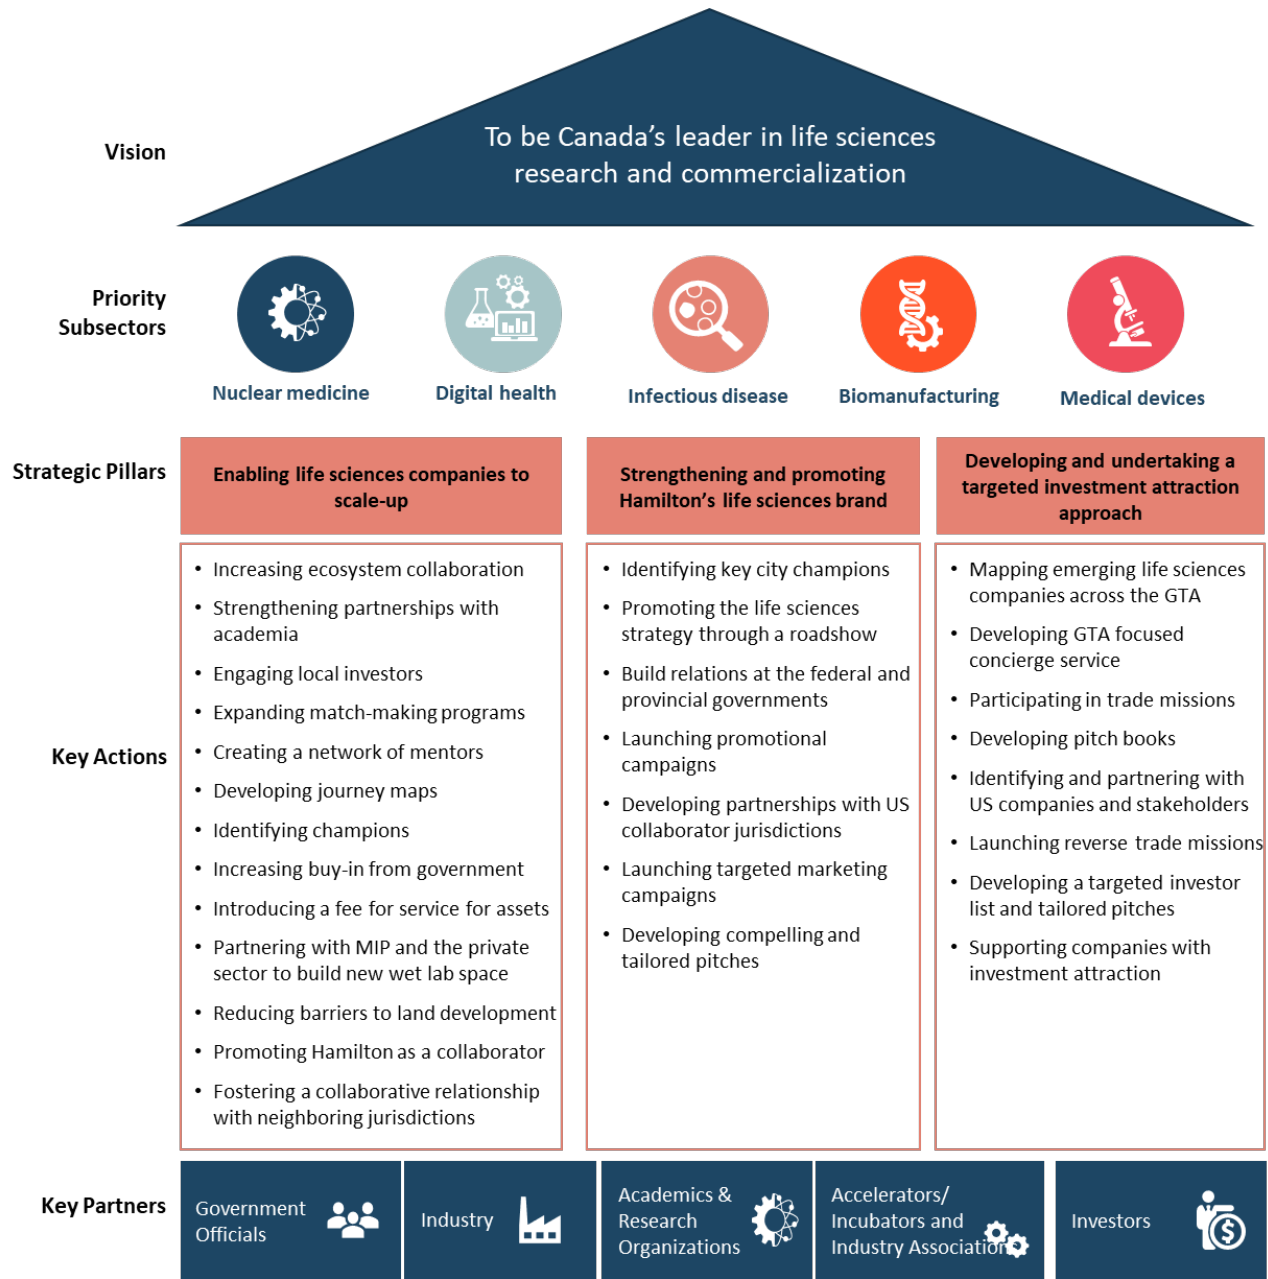 To be Canada's leader in life sciences
research and commercialization
Vision
Priority
Subsectors
Nuclear medicine
Digital health
Infectious disease
Biomanufacturing
Medical devices
Strategic Pillars
Enabling life sciences companies to
scale-up
Strengthening and promoting
Hamilton's life sciences brand
Developing and undertaking a
targeted investment attraction
approach
Key Actions
• Increasing ecosystem collaboration
• Strengthening partnerships with
academia
• Engaging local investors
• Expanding match-making programs
• Creating a network of mentors
• Developing journey maps
• Identifying champions
• Increasing buy-in from government
• Introducing a fee for service for assets
• Partnering with MIP and the private
sector to build new wet lab space
• Reducing barriers to land development
• Promoting Hamilton as a collaborator
• Fostering a collaborative relationship
with neighboring jurisdictions
• Identifying key city champions
• Promoting the life sciences
strategy through a roadshow
• Build relations at the federal and
provincial governments
• Launching promotional
campaigns
• Developing partnerships with US
collaborator jurisdictions
• Launching targeted marketing
campaigns
• Developing compelling and
tailored pitches
• Mapping emerging life sciences
companies across the GTA
• Developing GTA focused
concierge service
• Participating in trade missions
• Developing pitch books
• Identifying and partnering with
US companies and stakeholders
• Launching reverse trade missions
• Developing a targeted investor
list and tailored pitches
• Supporting companies with
investment attraction
Key Partners
Government
Officials
Industry
Academics &
Research
Organizations
Accelerators/
Incubators and
Industry Associations
Investors
$